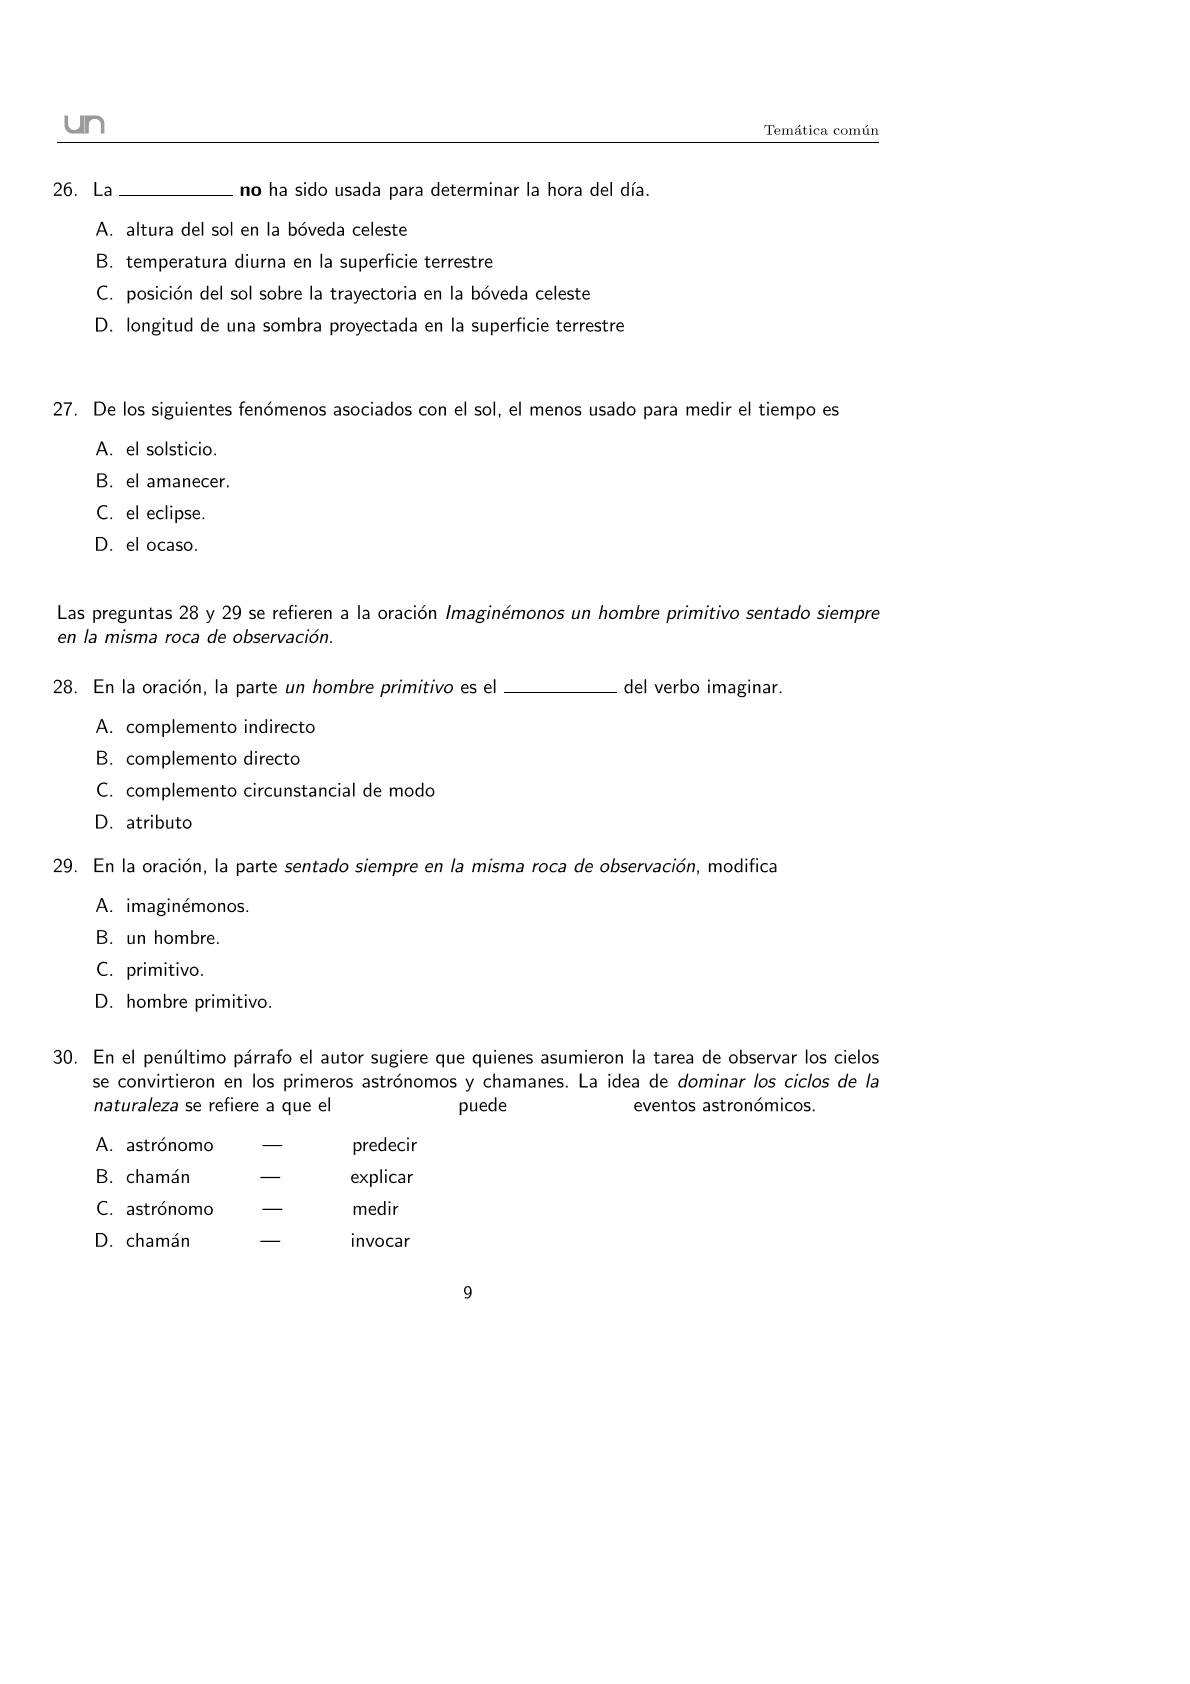 un
Temática común
26. La __________ no ha sido usada para determinar la hora del día.
A. altura del sol en la bóveda celeste
B. temperatura diurna en la superficie terrestre
C. posición del sol sobre la trayectoria en la bóveda celeste
D. longitud de una sombra proyectada en la superficie terrestre
27. De los siguientes fenómenos asociados con el sol, el menos usado para medir el tiempo es
A. el solsticio.
B. el amanecer.
C. el eclipse.
D. el ocaso.
Las preguntas 28 y 29 se refieren a la oración Imaginémonos un hombre primitivo sentado siempre
en la misma roca de observación.
28. En la oración, la parte un hombre primitivo es el __________ del verbo imaginar.
A. complemento indirecto
B. complemento directo
C. complemento circunstancial de modo
D. atributo
29. En la oración, la parte sentado siempre en la misma roca de observación, modifica
A. imaginémonos.
B. un hombre.
C. primitivo.
D. hombre primitivo.
30. En el penúltimo párrafo el autor sugiere que quienes asumieron la tarea de observar los cielos
se convirtieron en los primeros astrónomos y chamanes. La idea de dominar los ciclos de la
naturaleza se refiere a que el puede eventos astronómicos.
A. astrónomo — predecir
B. chamán — explicar
C. astrónomo — medir
D. chamán — invocar
9